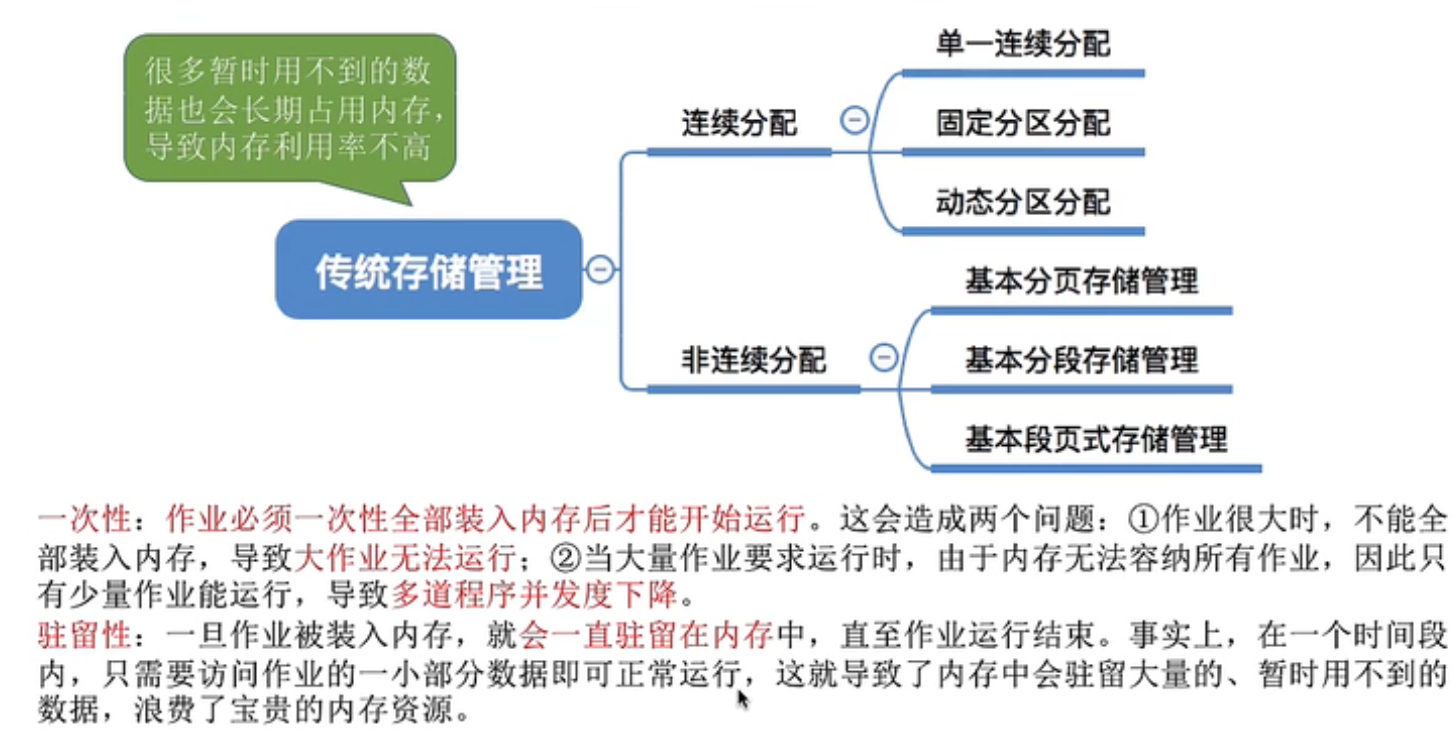 很多暂时用不到的数
据也会长期占用内存，
导致内存利用率不高
传统存储管理
连续分配
单一连续分配
固定分区分配
动态分区分配
非连续分配
基本分页存储管理
基本分段存储管理
基本段页式存储管理
一次性：作业必须一次性全部装入内存后才能开始运行。这会造成两个问题：①作业很大时，不能全
部装入内存，导致大作业无法运行；②当大量作业要求运行时，由于内存无法容纳所有作业，因此只
有少量作业能运行，导致多道程序并发度下降。
驻留性：一旦作业被装入内存，就会一直驻留在内存中，直至作业运行结束。事实上，在一个时间段
内，只需要访问作业的一小部分数据即可正常运行，这就导致了内存中会驻留大量的、暂时用不到的
数据，浪费了宝贵的内存资源。